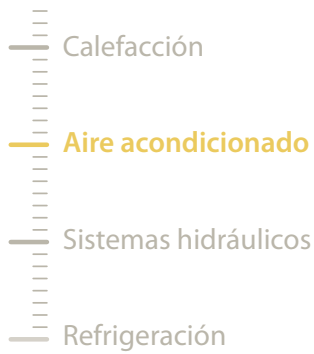 Calefacción
Aire acondicionado
Sistemas hidráulicos
Refrigeración